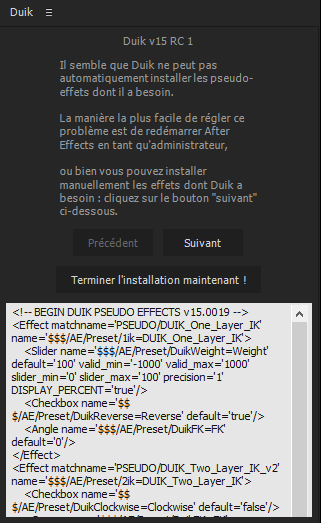 Duik ≡
Duik v15 RC 1
Il semble que Duik ne peut pas
automatiquement installer les pseudo-
effets dont il a besoin.
La manière la plus facile de régler ce
problème est de redémarrer After
Effects en tant qu'administrateur,
ou bien vous pouvez installer
manuellement les effets dont Duik a
besoin : cliquez sur le bouton "suivant"
ci-dessous.
Précédent Suivant
Terminer l'installation maintenant !
<!-- BEGIN DUIK PSEUDO EFFECTS v15.0019 -->
<Effect matchname='PSEUDO/DUIK_One_Layer_IK'
name='$$$/AE/Preset/1ik=DUIK_One_Layer_IK'>
<Slider name='$$$/AE/Preset/DuikWeight=Weight'
default='100' valid_min='-1000' valid_max='1000'
slider_min='0' slider_max='100' precision='1'
DISPLAY_PERCENT='true'/>
<Checkbox name='$$
$/AE/Preset/DuikReverse=Reverse' default='true'/>
<Angle name='$$$/AE/Preset/DuikFK=FK'
default='0'/>
</Effect>
<Effect matchname='PSEUDO/DUIK_Two_Layer_IK_v2'
name='$$$/AE/Preset/2ik=DUIK_Two_Layer_IK'>
<Checkbox name='$$
$/AE/Preset/DuikClockwise=Clockwise' default='false'/>